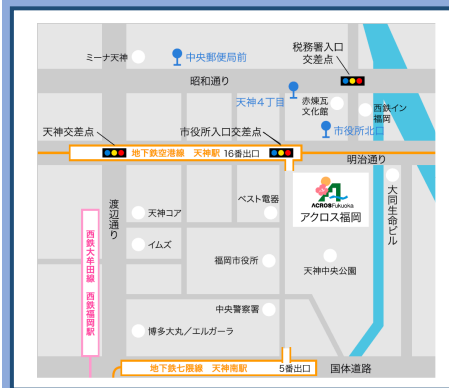 税務署入口
交差点
ミーナ天神
中央郵便局前
昭和通り
天神4丁目
赤煉瓦
文化館
西鉄イン
福岡
市役所北口
天神交差点
市役所入口交差点
地下鉄空港線 天神駅 16番出口
明治通り
渡辺通り
天神コア
ベスト電器
ACROS Fukuoka
アクロス福岡
大同生命ビル
イムズ
西鉄大牟田線 西鉄福岡駅
福岡市役所
天神中央公園
中央警察署
博多大丸/エルガーラ
地下鉄七隈線 天神南駅 5番出口
国体道路